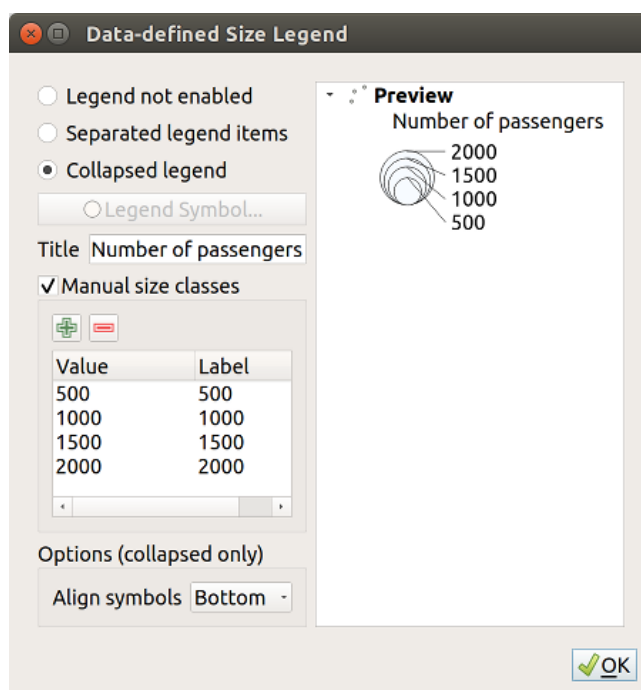 Data-defined Size Legend
Legend not enabled
Separated legend items
Collapsed legend
Legend Symbol...
Title Number of passengers
Manual size classes
Value Label
500 500
1000 1000
1500 1500
2000 2000
Options (collapsed only)
Align symbols Bottom
Preview
Number of passengers
2000
1500
1000
500
OK